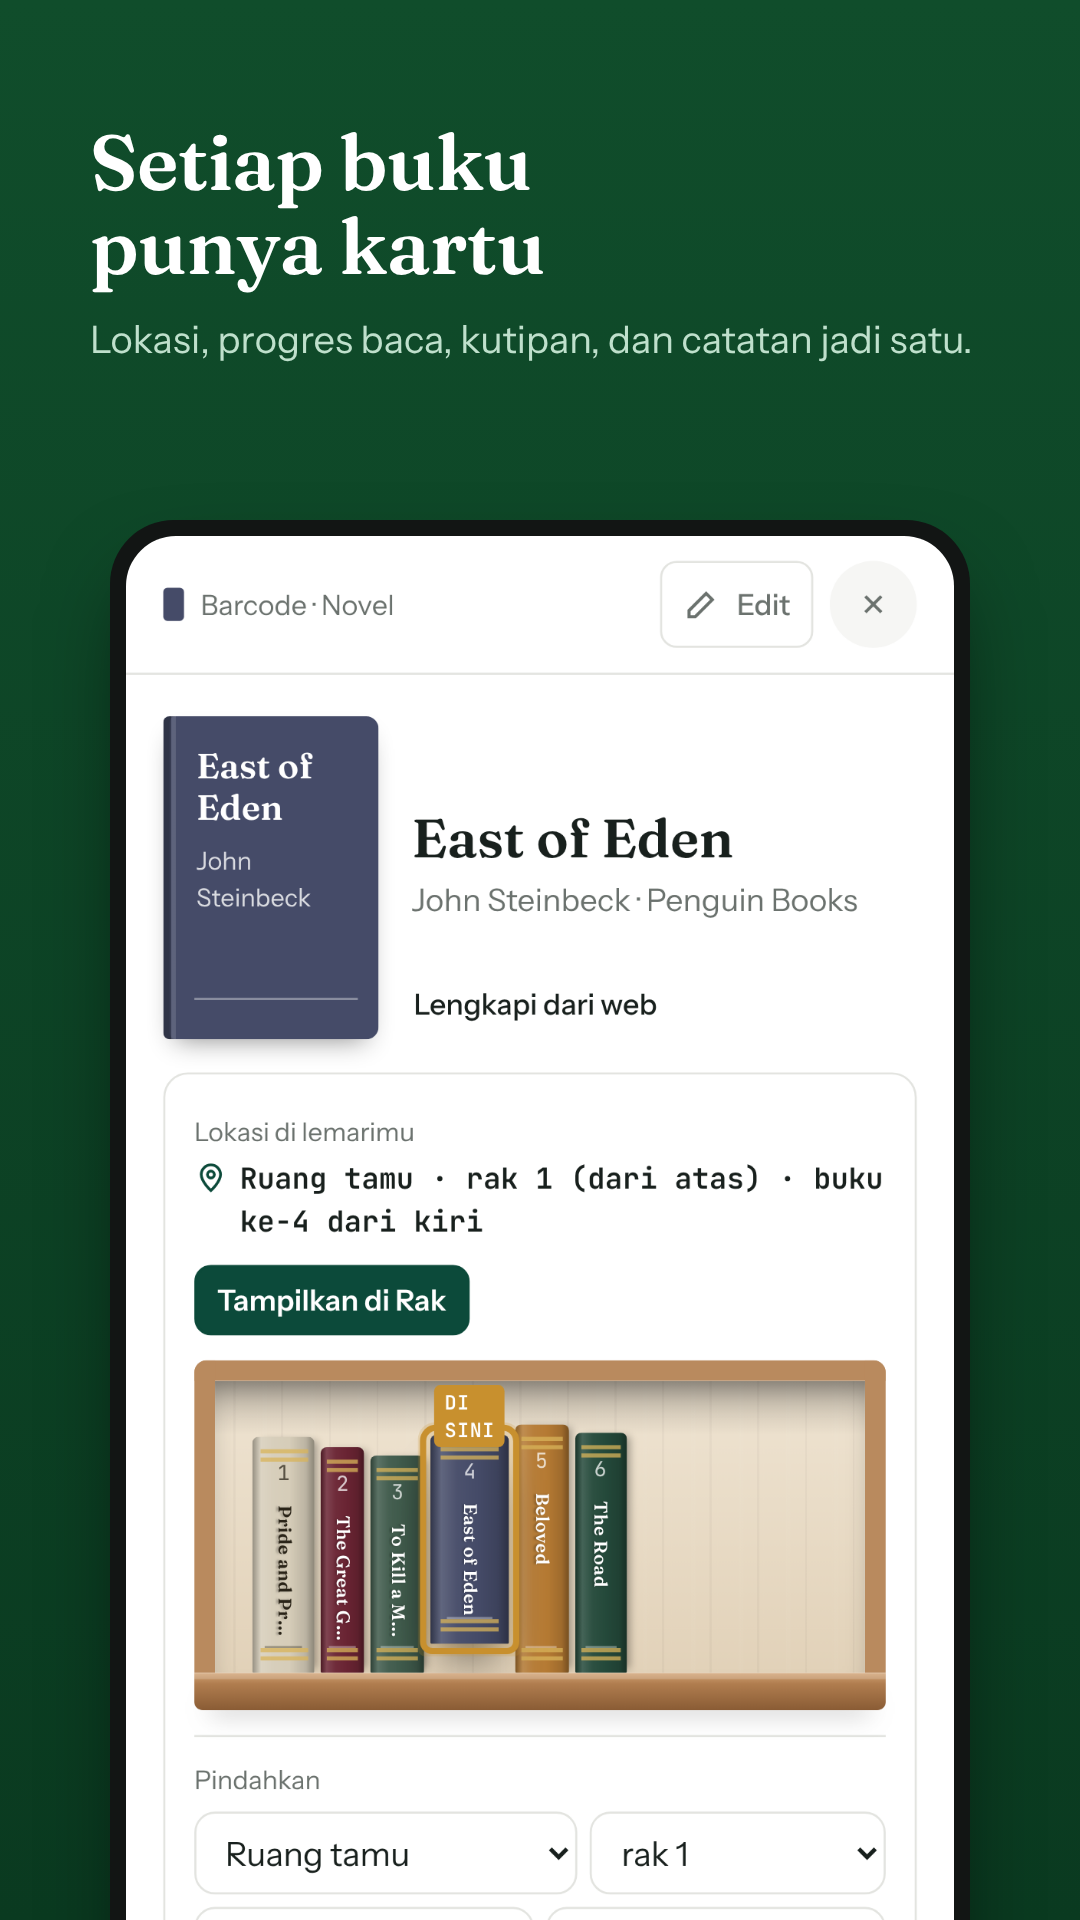 Setiap buku
punya kartu
Lokasi, progres baca, kutipan, dan catatan jadi satu.
Barcode · Novel
Edit
East of
Eden
John
Steinbeck
East of Eden
John Steinbeck · Penguin Books
Lengkapi dari web
Lokasi di lemarimu
Ruang tamu · rak 1 (dari atas) · buku
ke-4 dari kiri
Tampilkan di Rak
DI
SINI
1
Pride and Pr...
2
The Great G...
3
To Kill a M...
4
East of Eden
5
Beloved
6
The Road
Pindahkan
Ruang tamu
rak 1